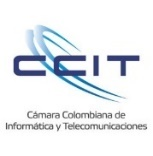 CCIT
Cámara Colombiana de
Informática y Telecomunicaciones